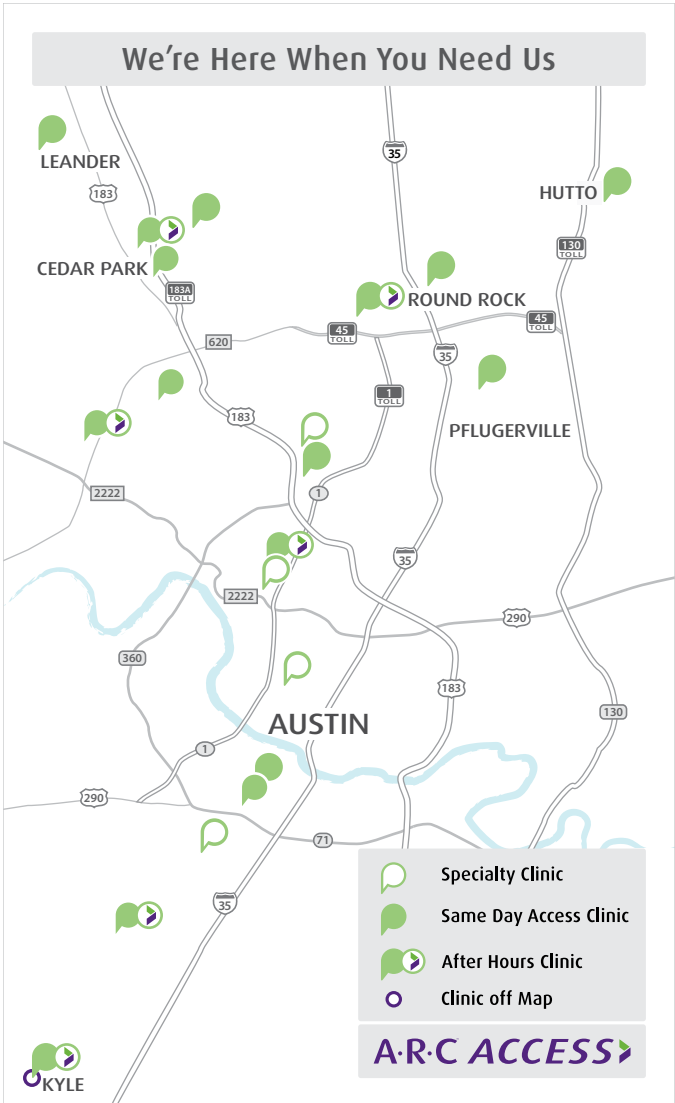 We're Here When You Need Us
35
LEANDER
183
HUTTO
130
TOLL
CEDAR PARK
183A
TOLL
ROUND ROCK
45
TOLL
45
TOLL
620
35
1
TOLL
183
PFLUGERVILLE
2222
1
35
2222
290
360
183
AUSTIN
130
1
290
71
Specialty Clinic
35
Same Day Access Clinic
After Hours Clinic
Clinic off Map
A·R·C ACCESS
KYLE